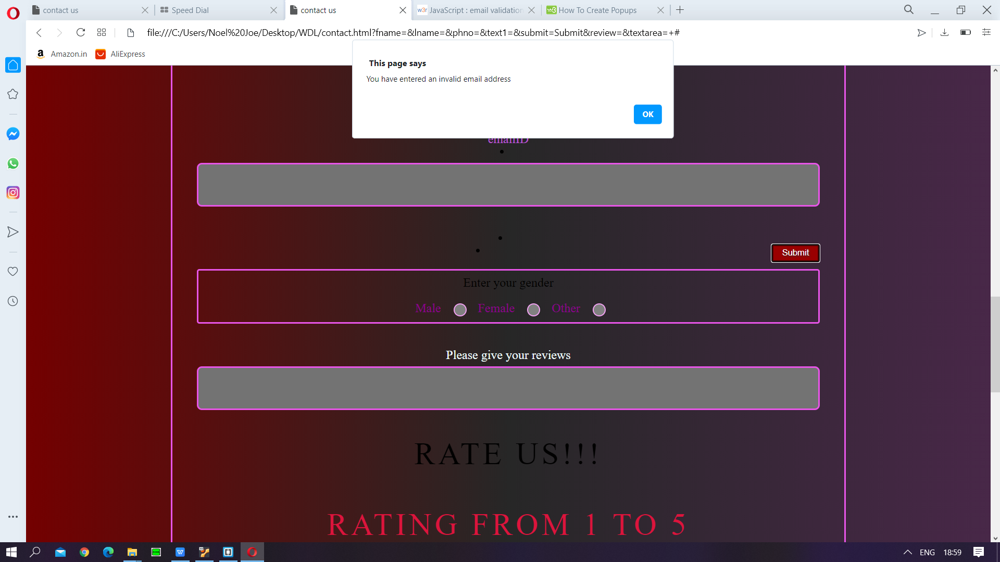 contact us
Speed Dial
contact us
w3r JavaScript : email validation
How To Create Popups
file:///C:/Users/Noel%20Joe/Desktop/WDL/contact.html?fname=&lname=&phno=&text1=&submit=Submit&review=&textarea=+#
Amazon.in
AliExpress
This page says
You have entered an invalid email address
OK
emailID
Submit
Enter your gender
Male
Female
Other
Please give your reviews
RATE US!!!
RATING FROM 1 TO 5
ENG
18:59